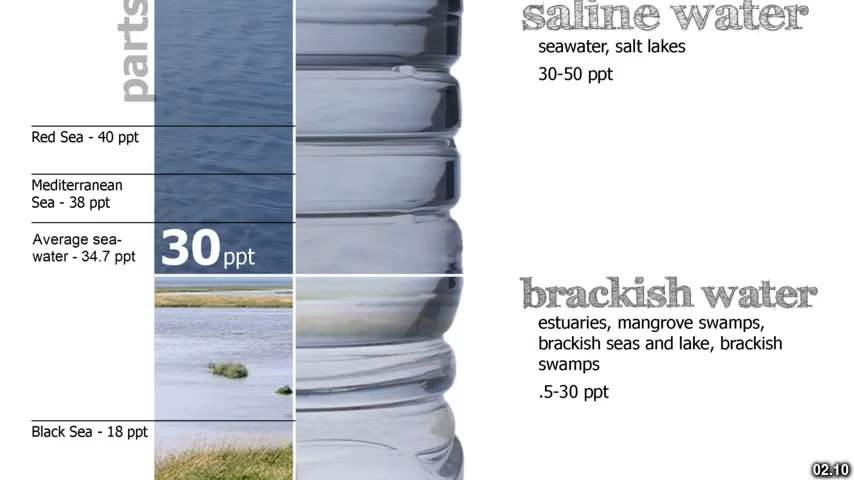 parts
saline water
seawater, salt lakes
30-50 ppt
Red Sea - 40 ppt
Mediterranean
Sea - 38 ppt
Average sea-
water - 34.7 ppt
30 ppt
brackish water
estuaries, mangrove swamps,
brackish seas and lake, brackish
swamps
.5-30 ppt
Black Sea - 18 ppt
02.10